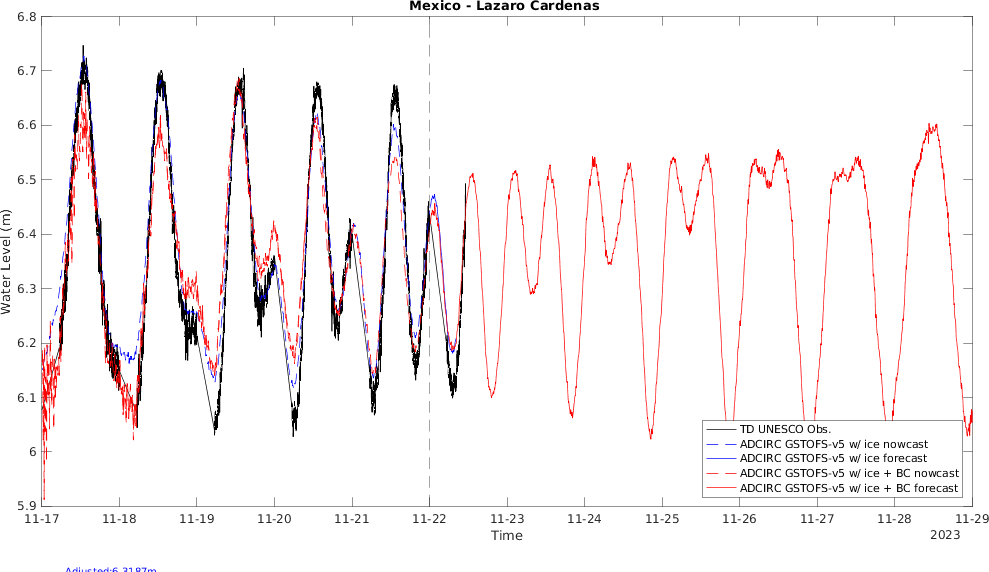 Mexico - Lazaro Cardenas
6.8
6.7
6.6
6.5
6.4
6.3
6.2
6.1
6
5.9
Water Level (m)
TD UNESCO Obs.
ADCIRC GSTOFS-v5 w/ ice nowcast
ADCIRC GSTOFS-v5 w/ ice forecast
ADCIRC GSTOFS-v5 w/ ice + BC nowcast
ADCIRC GSTOFS-v5 w/ ice + BC forecast
11-17 11-18 11-19 11-20 11-21 11-22 11-23 11-24 11-25 11-26 11-27 11-28 11-29
Time
2023
Adjusted:6.3187m